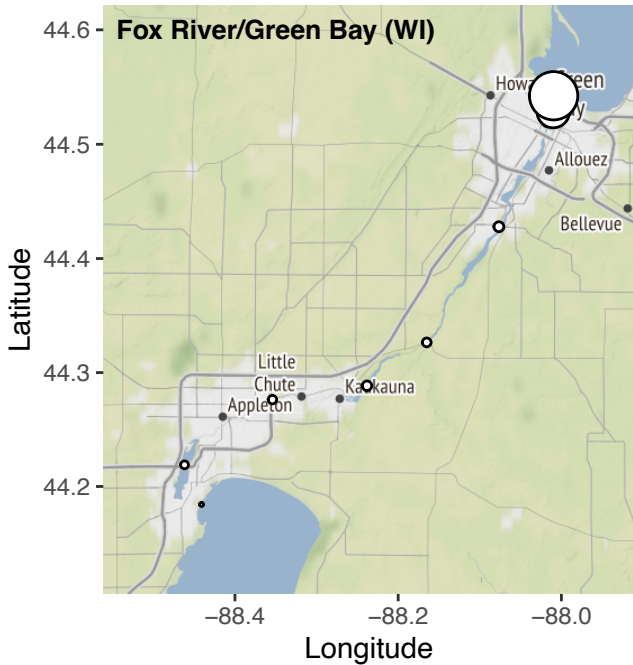 Fox River/Green Bay (WI)
44.6
44.5
44.4
44.3
44.2
Latitude
Allouez
Bellevue
Little
Chute
Appleton
−88.4
−88.2
−88.0
Longitude